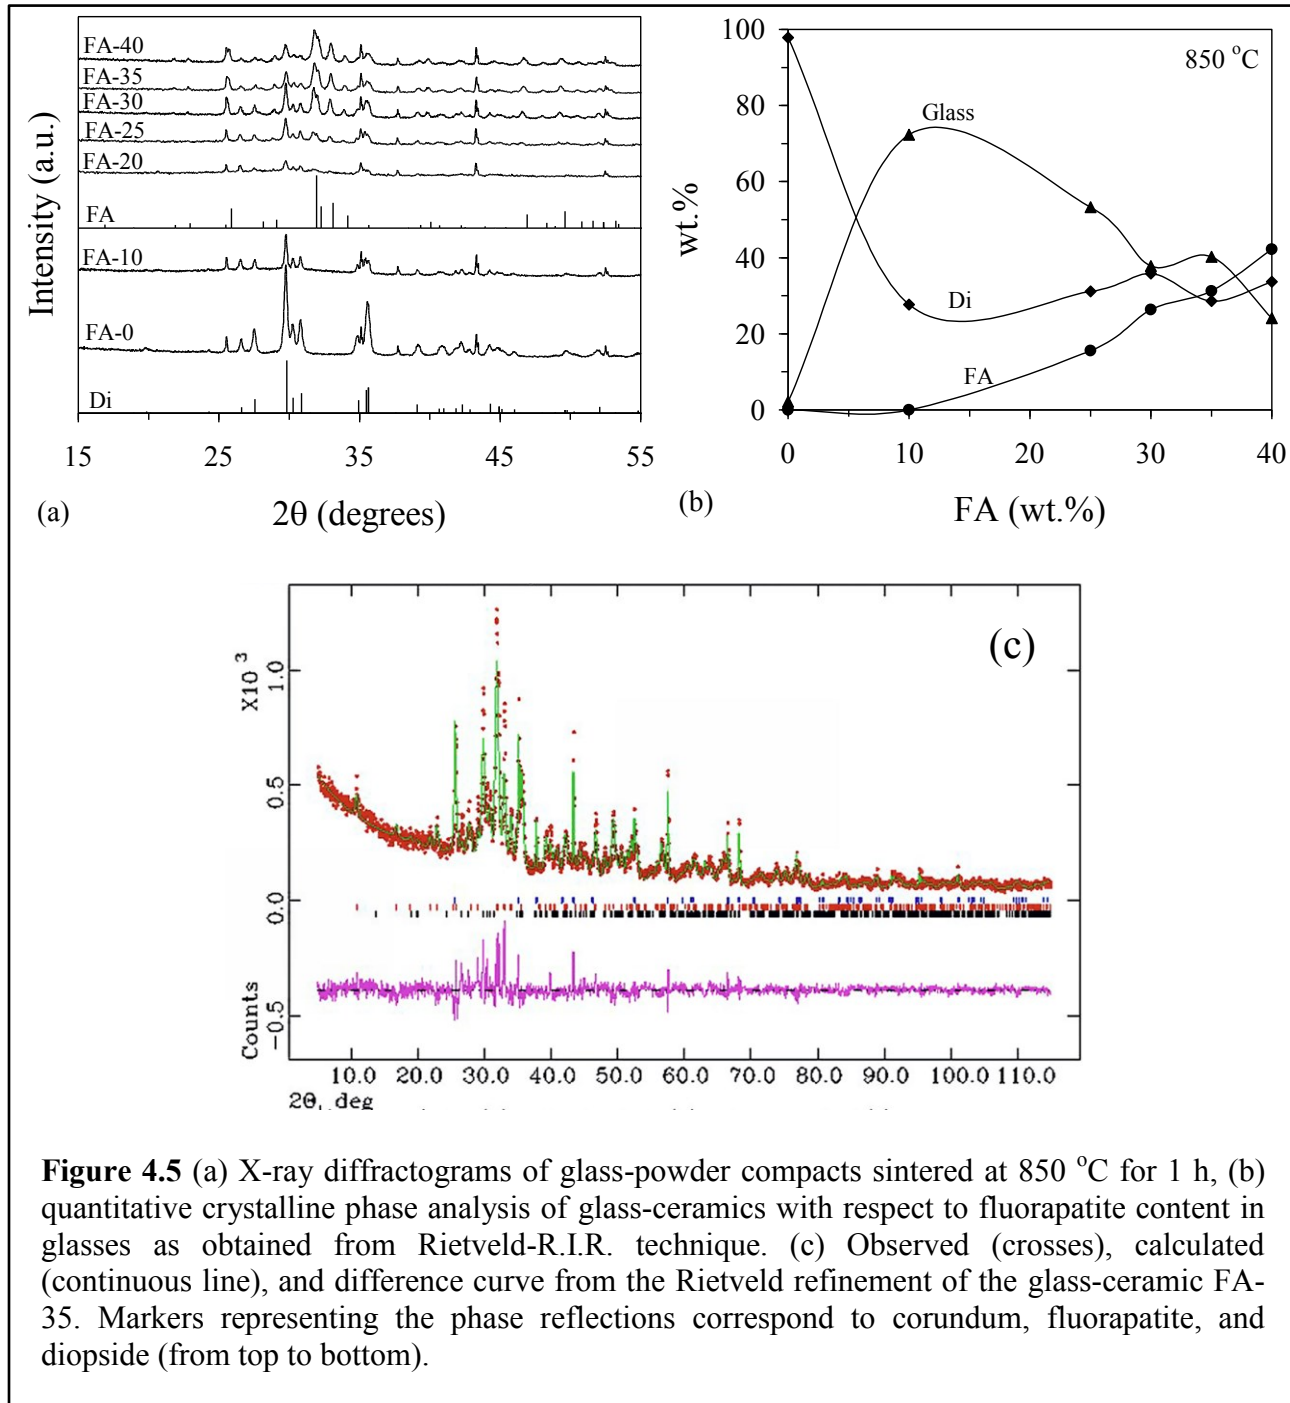 Intensity (a.u.)
FA-40
FA-35
FA-30
FA-25
FA-20
FA
FA-10
FA-0
Di
15 25 35 45 55
(a) 2θ (degrees)
wt.%
100
80
60
40
20
0
850 °C
Glass
Di
FA
0 10 20 30 40
(b) FA (wt.%)
(c)
X10 3
1.0
0.5
0.0
-0.5
Counts
10.0 20.0 30.0 40.0 50.0 60.0 70.0 80.0 90.0 100.0 110.0
2θ, deg
Figure 4.5 (a) X-ray diffractograms of glass-powder compacts sintered at 850 °C for 1 h, (b)
quantitative crystalline phase analysis of glass-ceramics with respect to fluorapatite content in
glasses as obtained from Rietveld-R.I.R. technique. (c) Observed (crosses), calculated
(continuous line), and difference curve from the Rietveld refinement of the glass-ceramic FA-
35. Markers representing the phase reflections correspond to corundum, fluorapatite, and
diopside (from top to bottom).